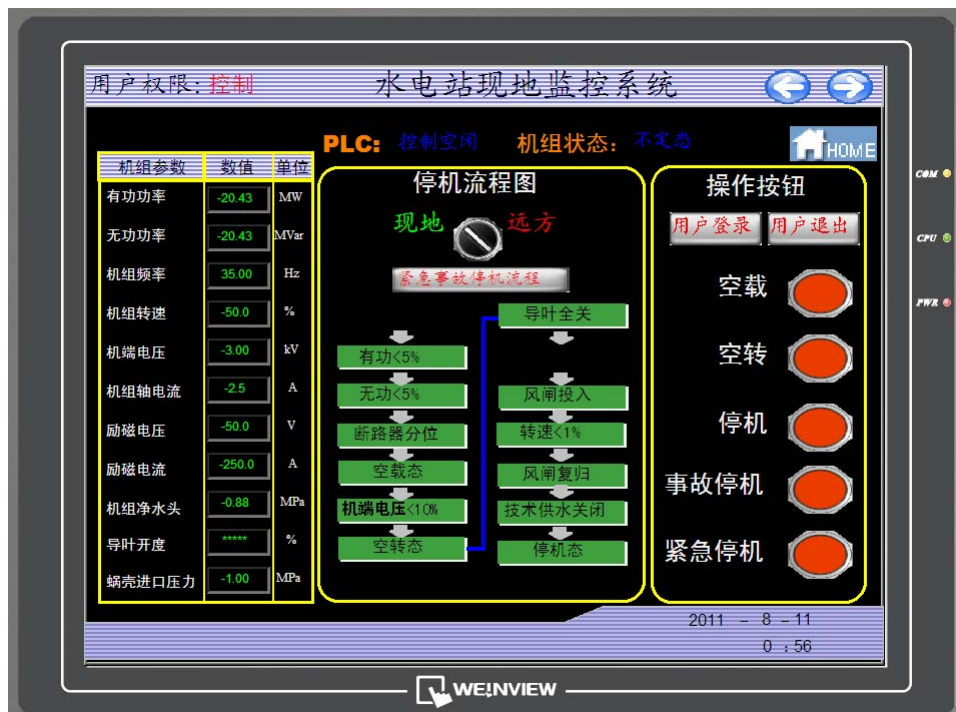 用户权限:控制
水电站现地监控系统
PLC: 控制空闲
机组状态: 不定态
HOME
机组参数 数值 单位
有功功率 -20.43 MW
无功功率 -20.43 MVar
机组频率 35.00 Hz
机组转速 -50.0 %
机端电压 -3.00 kV
机组轴电流 -2.5 A
励磁电压 -50.0 V
励磁电流 -250.0 A
机组净水头 -0.88 MPa
导叶开度 ***** %
蜗壳进口压力 -1.00 MPa
停机流程图
现地 远方
紧急事故停机流程
有功<5%
无功<5%
断路器分位
空载态
机端电压<10%
空转态
导叶全关
风闸投入
转速<1%
风闸复归
技术供水关闭
停机态
操作按钮
用户登录 用户退出
空载
空转
停机
事故停机
紧急停机
2011 - 8 - 11
0 : 56
COM
CPU
PWR
WE!NVIEW